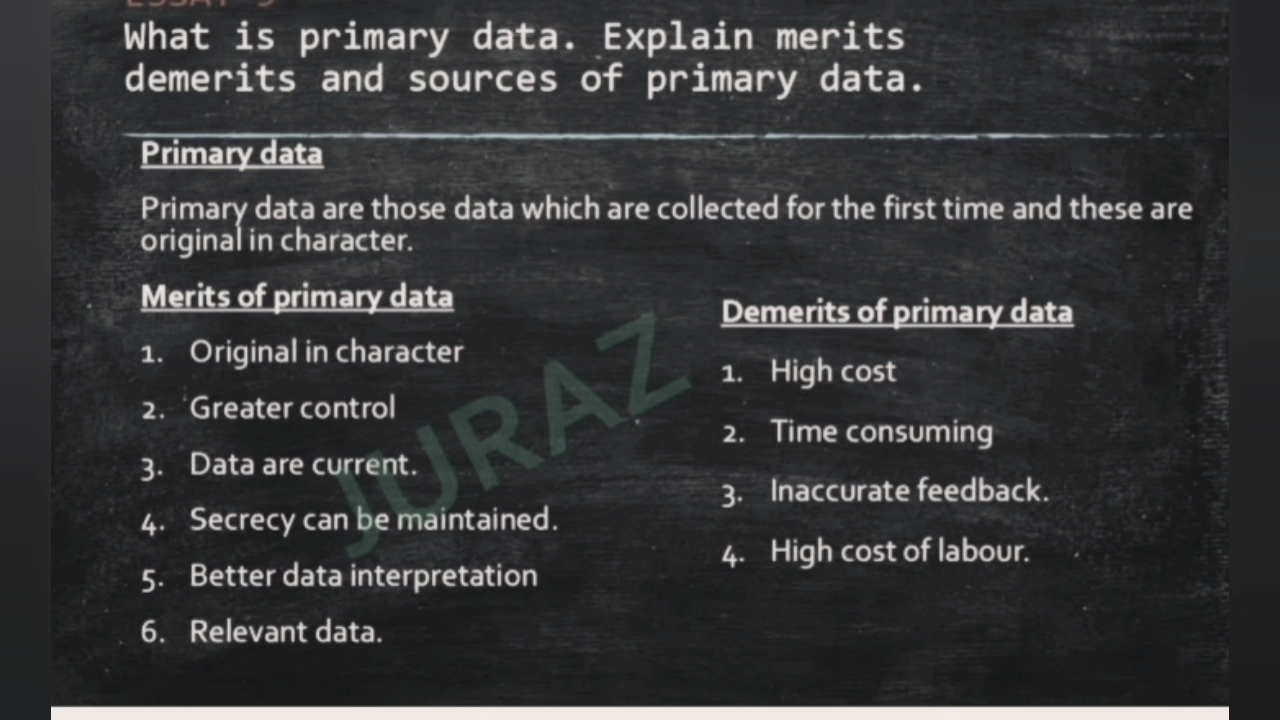 What is primary data. Explain merits
demerits and sources of primary data.
Primary data
Primary data are those data which are collected for the first time and these are
original in character.
Merits of primary data
1. Original in character
2. Greater control
3. Data are current.
4. Secrecy can be maintained.
5. Better data interpretation
6. Relevant data.
Demerits of primary data
1. High cost
2. Time consuming
3. Inaccurate feedback.
4. High cost of labour.
JURAZ